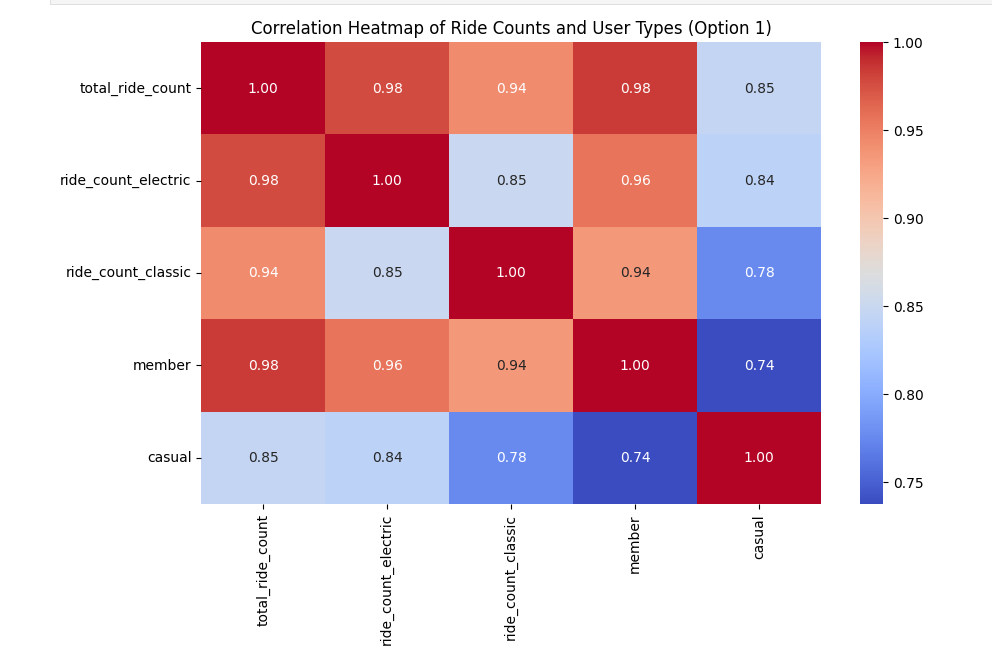 Correlation Heatmap of Ride Counts and User Types (Option 1)
total_ride_count 1.00 0.98 0.94 0.98 0.85
ride_count_electric 0.98 1.00 0.85 0.96 0.84
ride_count_classic 0.94 0.85 1.00 0.94 0.78
member 0.98 0.96 0.94 1.00 0.74
casual 0.85 0.84 0.78 0.74 1.00
total_ride_count
ride_count_electric
ride_count_classic
member
casual
1.00
0.95
0.90
0.85
0.80
0.75